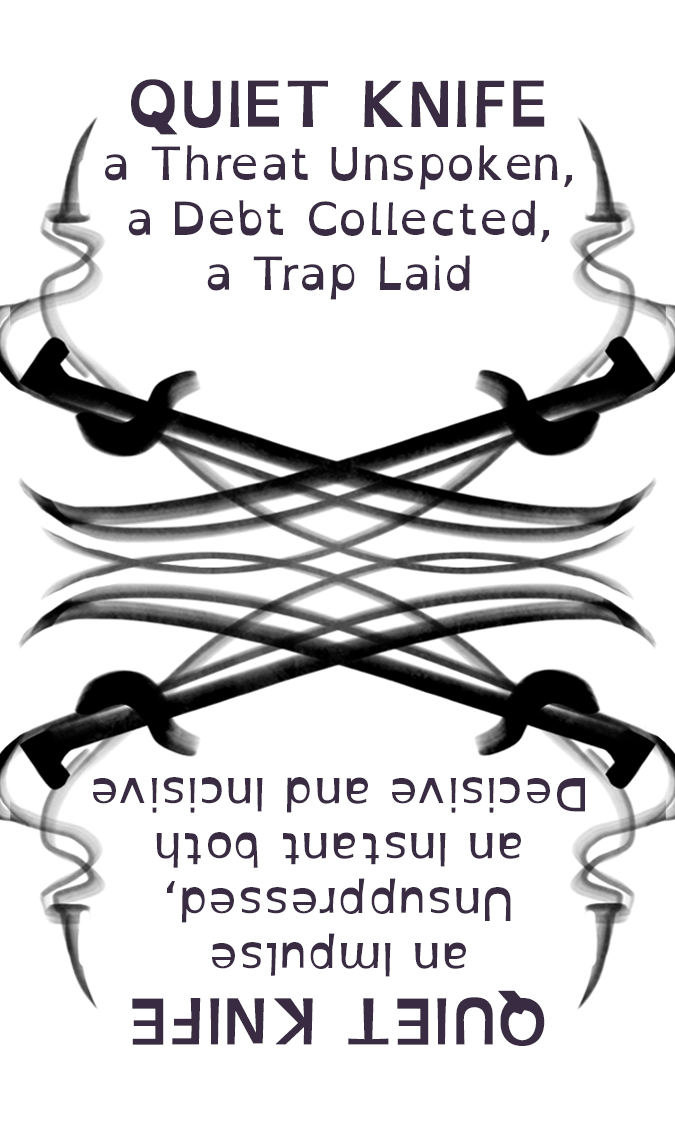 QUIET KNIFE
a Threat Unspoken,
a Debt Collected,
a Trap Laid
QUIET KNIFE
an Impulse
Unsuppressed,
an Instant both
Decisive and Incisive